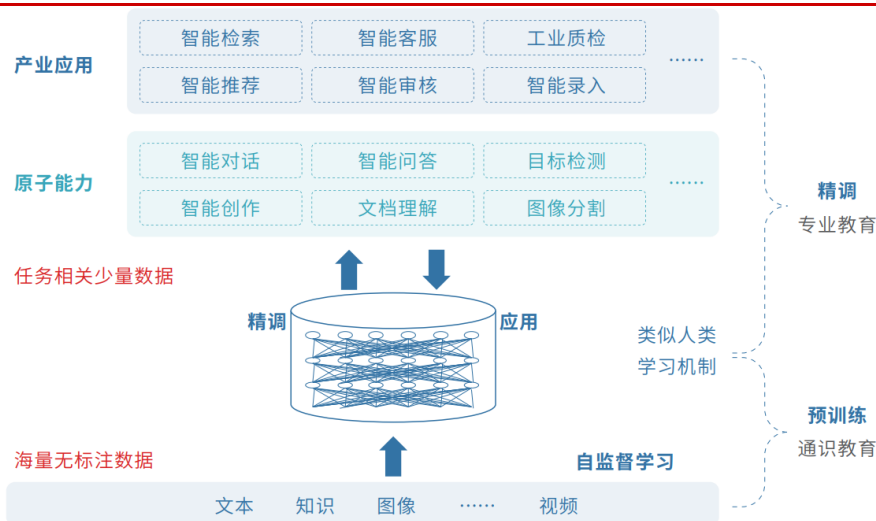 智能检索 智能客服 工业质检
产业应用 ……
智能推荐 智能审核 智能录入
智能对话 智能问答 目标检测
原子能力 ……
智能创作 文档理解 图像分割
精调
专业教育
任务相关少量数据
精调 应用
类似人类
学习机制
预训练
通识教育
海量无标注数据 自监督学习
文本 知识 图像 …… 视频